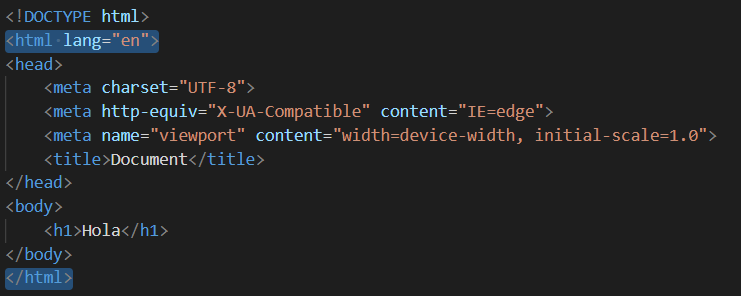 <!DOCTYPE html>
<html lang="en">
<head>
    <meta charset="UTF-8">
    <meta http-equiv="X-UA-Compatible" content="IE=edge">
    <meta name="viewport" content="width=device-width, initial-scale=1.0">
    <title>Document</title>
</head>
<body>
    <h1>Hola</h1>
</body>
</html>